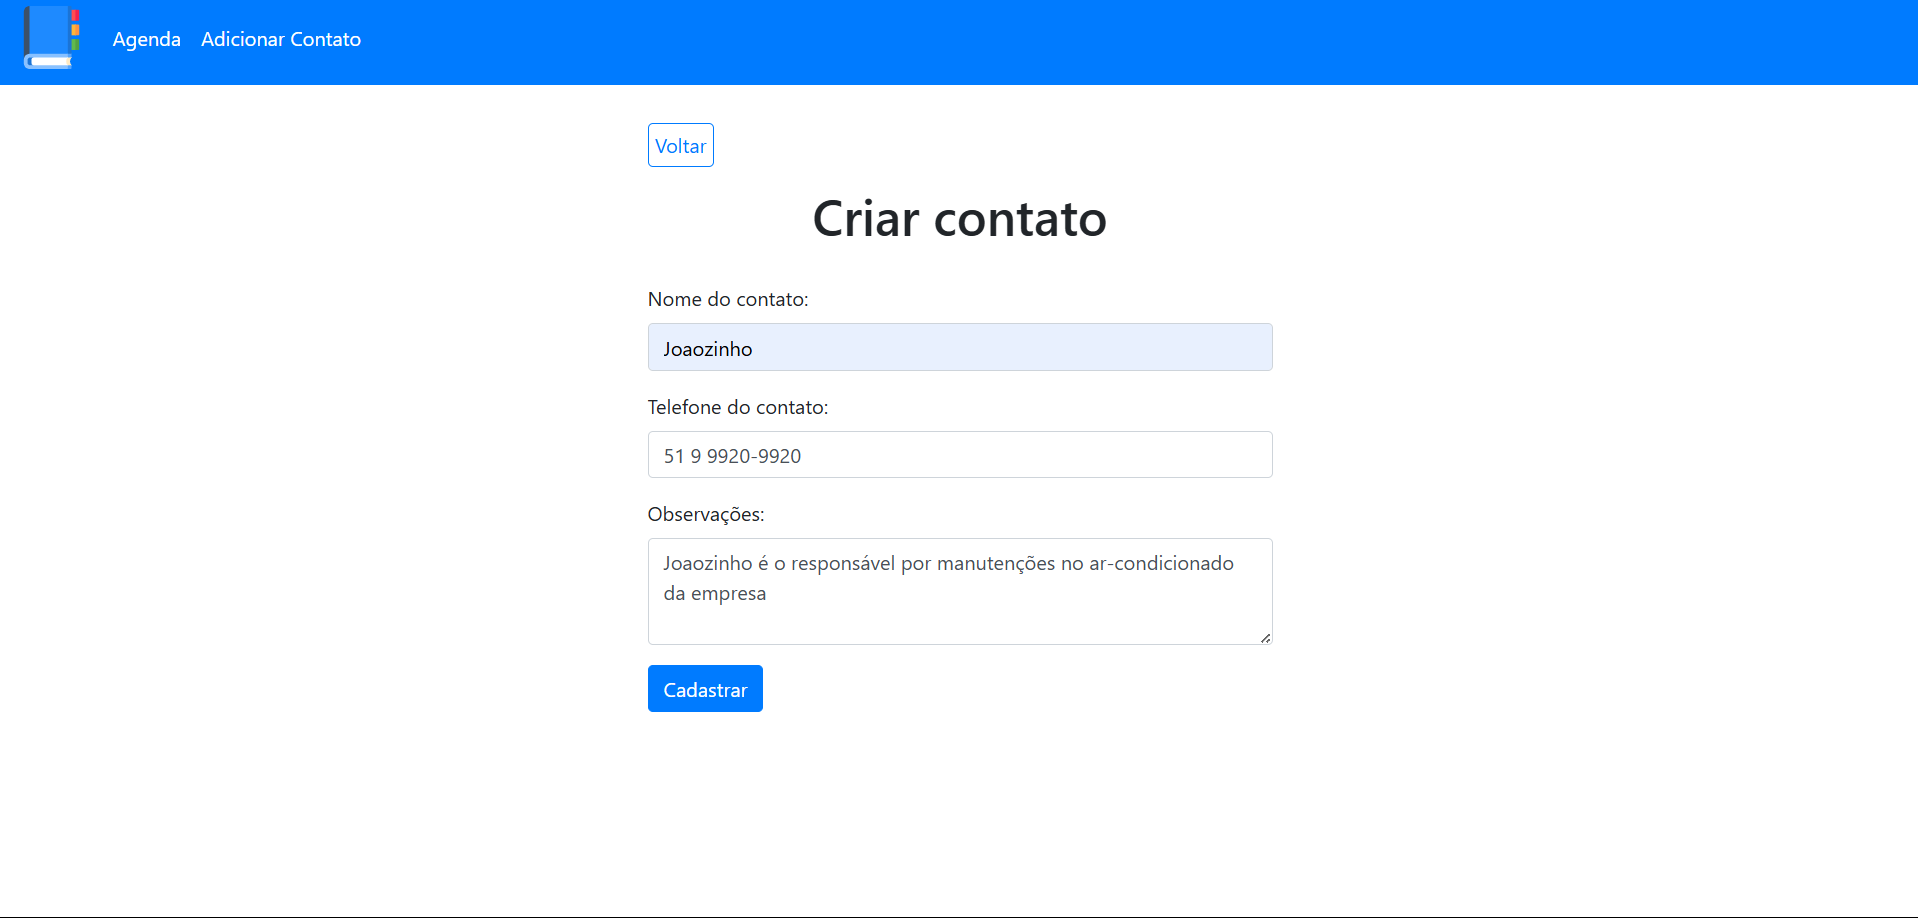 Agenda Adicionar Contato
Voltar
Criar contato
Nome do contato:
Joaozinho
Telefone do contato:
51 9 9920-9920
Observações:
Joaozinho é o responsável por manutenções no ar-condicionado
da empresa
Cadastrar